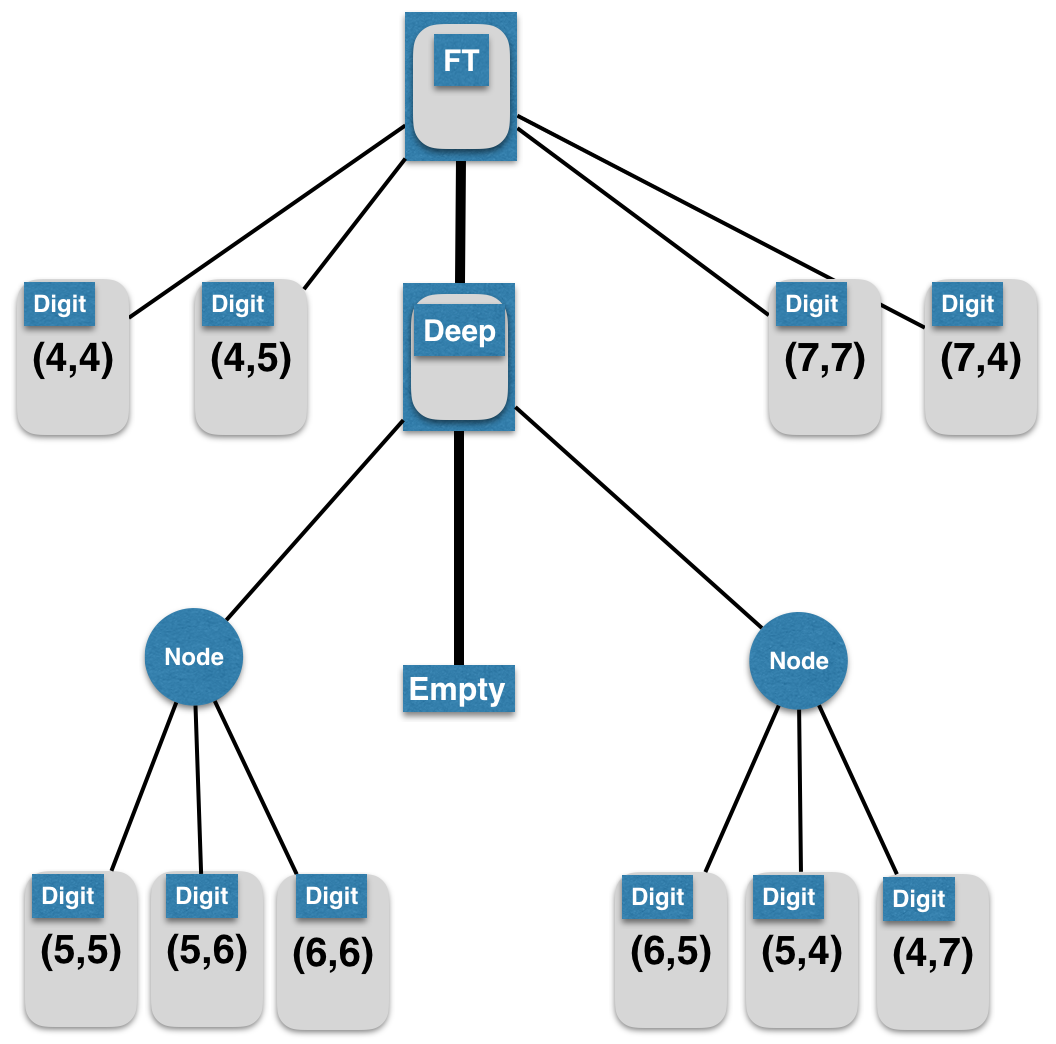 FT
Digit
(4,4)
Digit
(4,5)
Deep
Digit
(7,7)
Digit
(7,4)
Node
Empty
Node
Digit
(5,5)
Digit
(5,6)
Digit
(6,6)
Digit
(6,5)
Digit
(5,4)
Digit
(4,7)